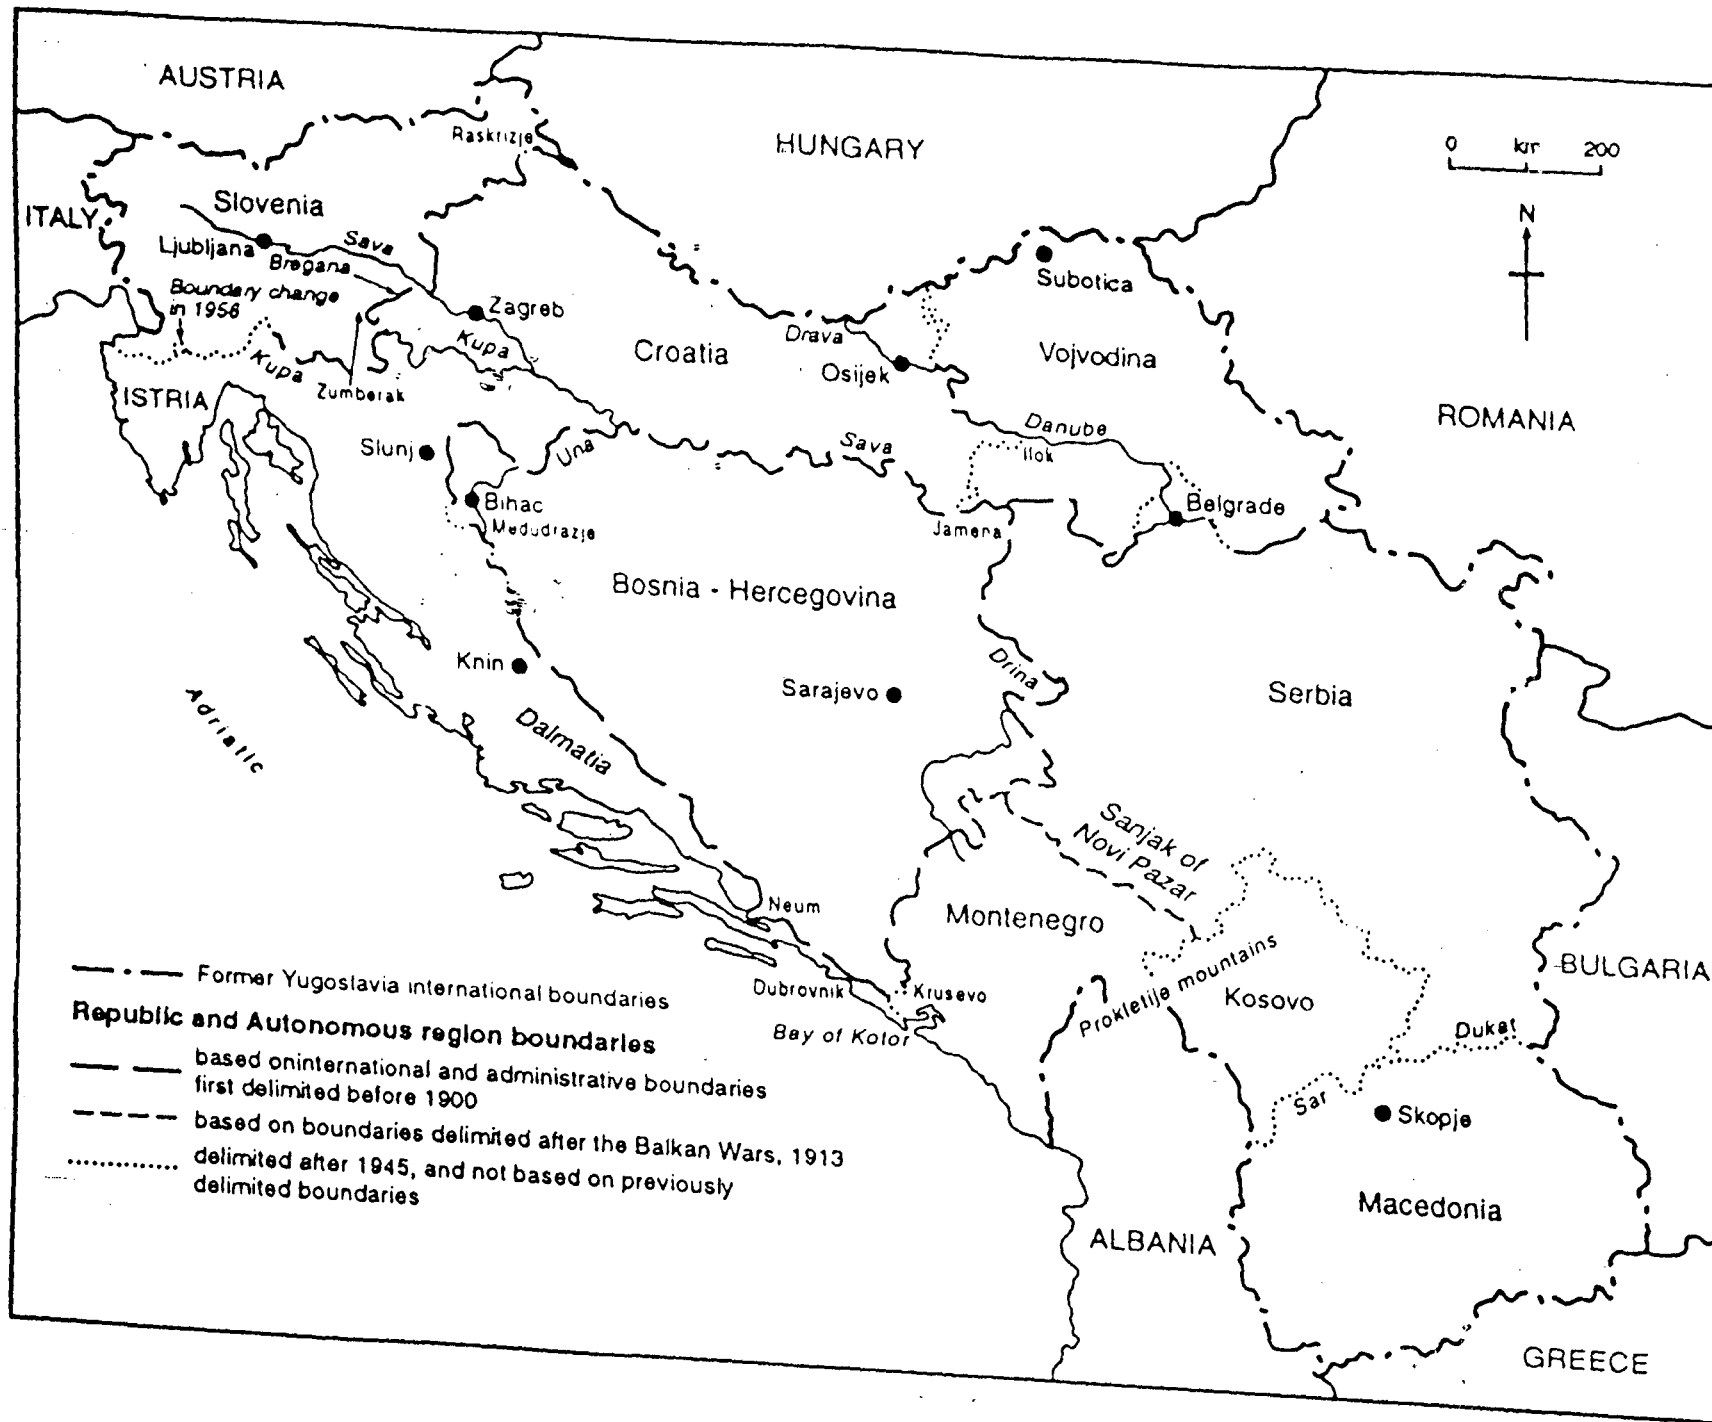 AUSTRIA
HUNGARY
Raskrizje
0 km 200
N
ITALY
Slovenia
Ljubljana
Sava
Bregana
Boundary change
in 1956
Zagreb
Kupa
Kupa
Zumberak
Croatia
Drava
Osijek
Subotica
Vojvodina
ROMANIA
ISTRIA
Slunj
Una
Sava
Danube
Ilok
Bihac
Medudrazje
Jamena
Belgrade
Bosnia - Hercegovina
Knin
Sarajevo
Drina
Serbia
Adriatic
Dalmatia
Sanjak of
Novi Pazar
Neum
Montenegro
BULGARIA
Dubrovnik
Krusevo
Bay of Kotor
Prokletije mountains
Kosovo
Dukat
Sar
Skopje
Macedonia
ALBANIA
GREECE
Former Yugoslavia international boundaries
Republic and Autonomous region boundaries
based oninternational and administrative boundaries
first delimited before 1900
based on boundaries delimited after the Balkan Wars, 1913
delimited after 1945, and not based on previously
delimited boundaries